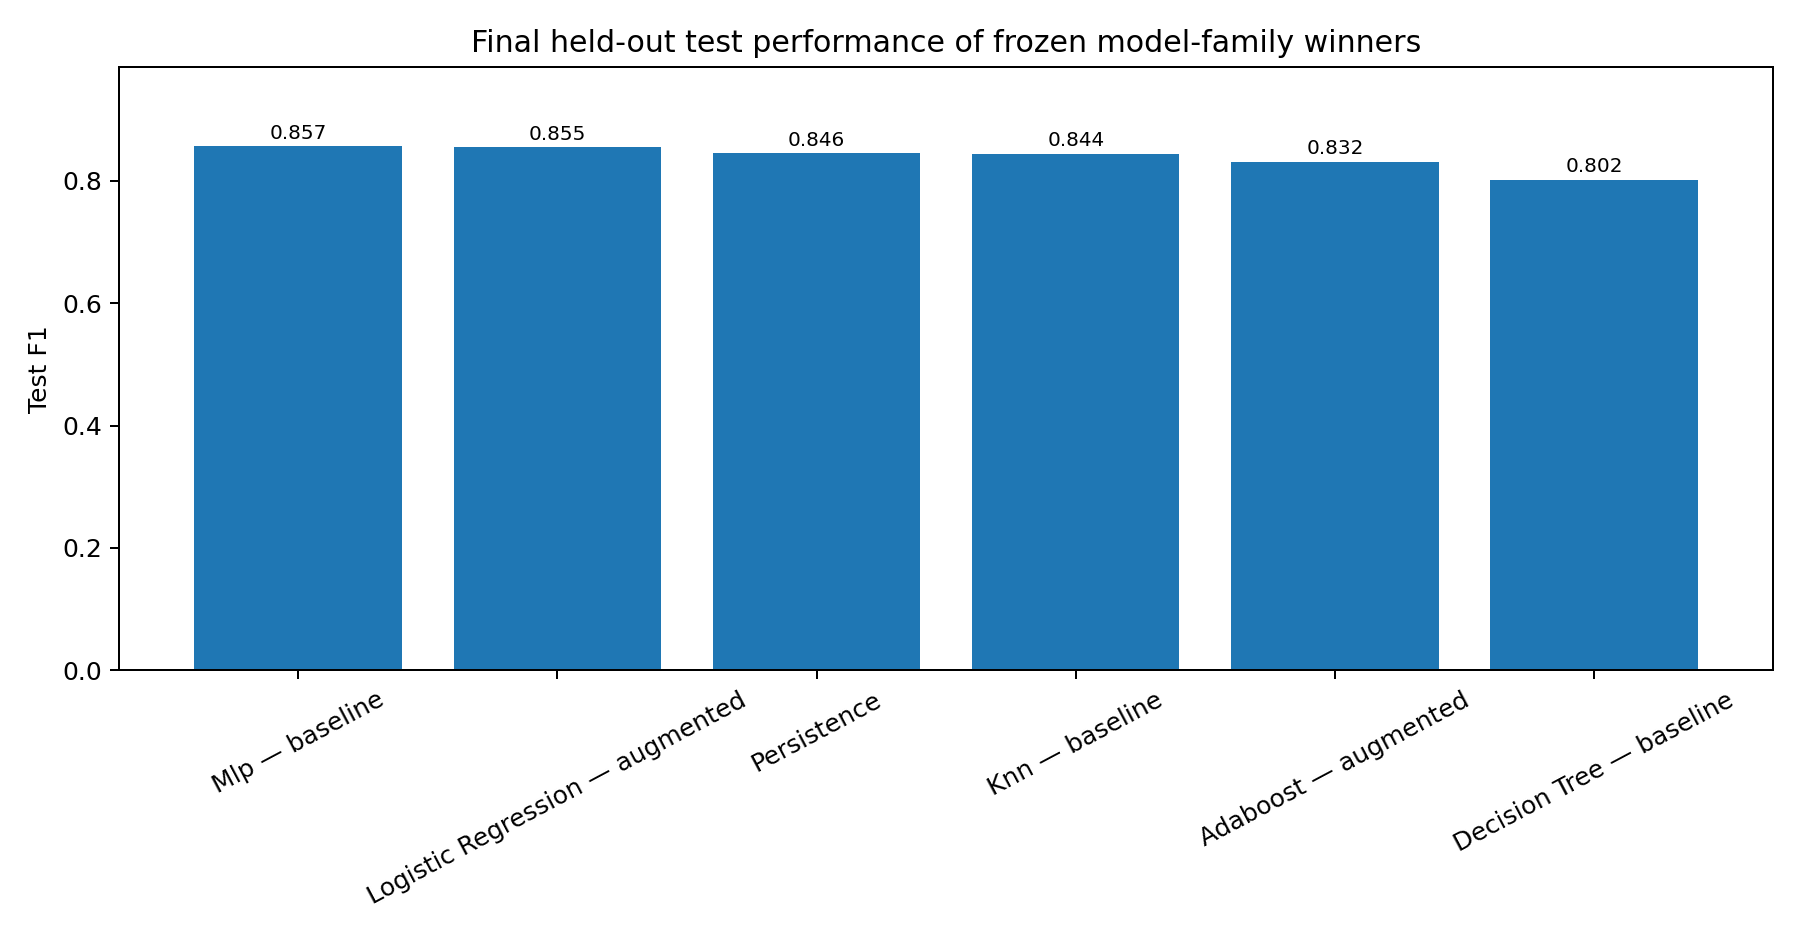 Final held-out test performance of frozen model-family winners
Test F1
0.8
0.6
0.4
0.2
0.0
0.857
0.855
0.846
0.844
0.832
0.802
Mlp — baseline
Logistic Regression — augmented
Persistence
Knn — baseline
Adaboost — augmented
Decision Tree — baseline